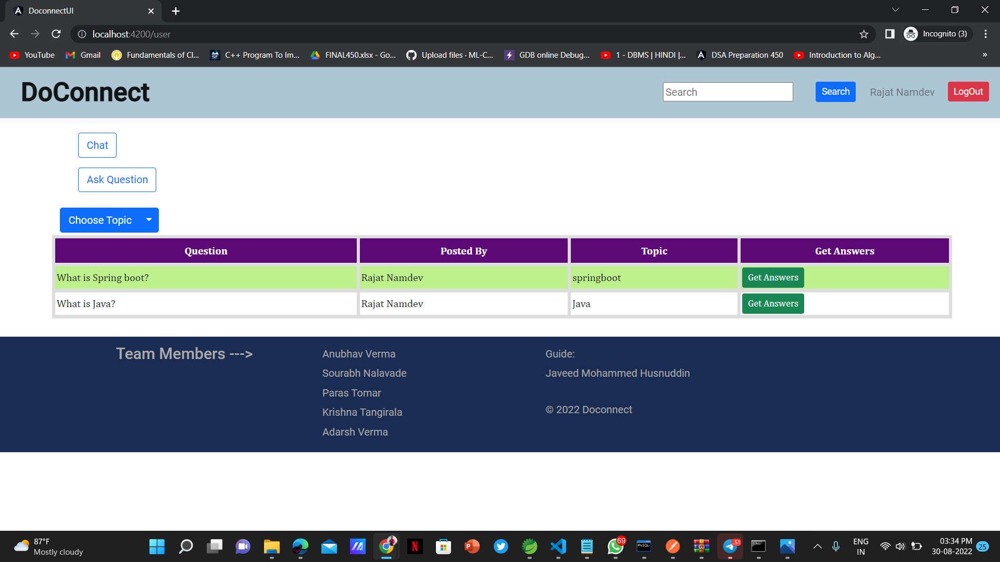 DoconnectUI
localhost:4200/user
Incognito (3)
YouTube
Gmail
Fundamentals of Cl...
C++ Program To Im...
FINAL450.xlsx - Go...
Upload files · ML-C...
GDB online Debug...
1 - DBMS | HINDI |...
DSA Preparation 450
Introduction to Alg...
»
DoConnect
Search
Search
Rajat Namdev
LogOut
Chat
Ask Question
Choose Topic
Question Posted By Topic Get Answers
What is Spring boot? Rajat Namdev springboot Get Answers
What is Java? Rajat Namdev Java Get Answers
Team Members --->
Anubhav Verma
Sourabh Nalavade
Paras Tomar
Krishna Tangirala
Adarsh Verma
Guide:
Javeed Mohammed Husnuddin
© 2022 Doconnect
87°F
Mostly cloudy
69
MySQL
..51
ENG
IN
03:34 PM
30-08-2022
25